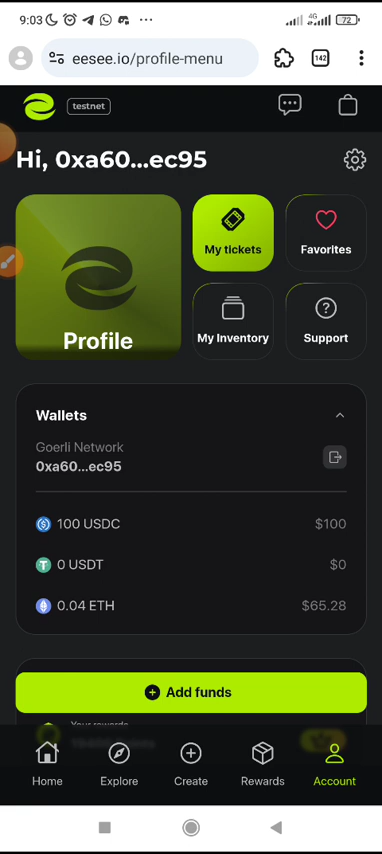 9:03
4G
72
eesee.io/profile-menu
142
testnet
Hi, 0xa60...ec95
My tickets
Favorites
Profile
My Inventory
Support
Wallets
Goerli Network
0xa60...ec95
100 USDC
$100
0 USDT
$0
0.04 ETH
$65.28
Add funds
Your rewards
Home
Explore
Create
Rewards
Account